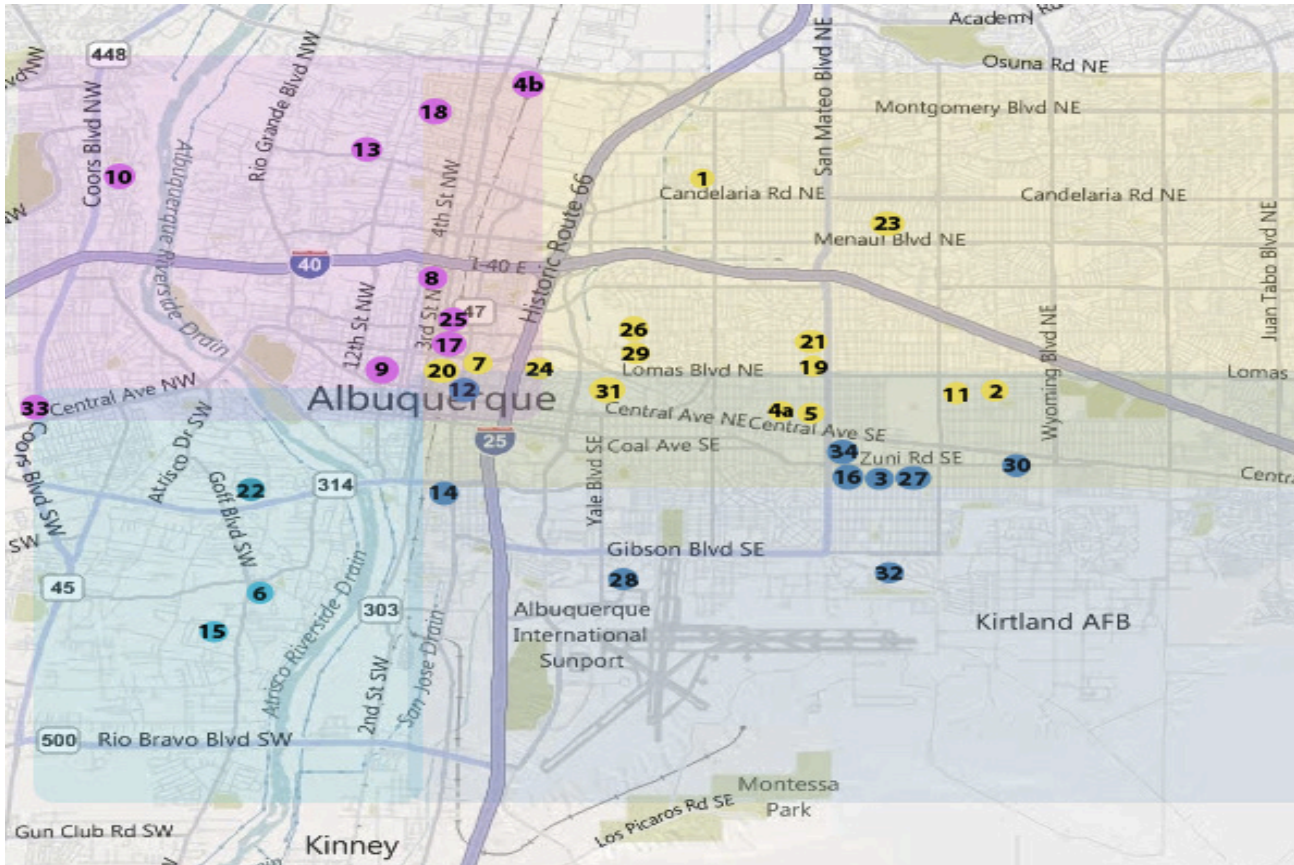 Academy Rd
Osuna Rd NE
448
vd NW
4b
Montgomery Blvd NE
18
San Mateo Blvd NE
Rio Grande Blvd NW
13
Coors Blvd NW
10
Albuquerque Riverside Drain
4th St NW
1
Candelaria Rd NE
Candelaria Rd NE
NW
Historic Route 66
23
Menaul Blvd NE
Juan Tabo Blvd NE
40
I-40 E
8
12th St NW
3rd St N
25
47
26
21
17
29
Wyoming Blvd NE
9
20
7
24
19
Lomas Blvd NE
Lomas
12
31
11
2
Central Ave NW
Albuquerque
33
Central Ave NE
4a
5
Central Ave SE
Coors Blvd SW
Atrisco Dr SW
25
Coal Ave SE
34
Zuni Rd SE
30
Goff Blvd SW
314
22
14
Yale Blvd SE
16
3
27
Centra
SW
Gibson Blvd SE
45
6
28
32
303
Albuquerque
International
Sunport
Kirtland AFB
15
Atrisco Riverside Drain
2nd St SW
San Jose Drain
500
Rio Bravo Blvd SW
Montessa
Park
Los Picaros Rd SE
Gun Club Rd SW
Kinney